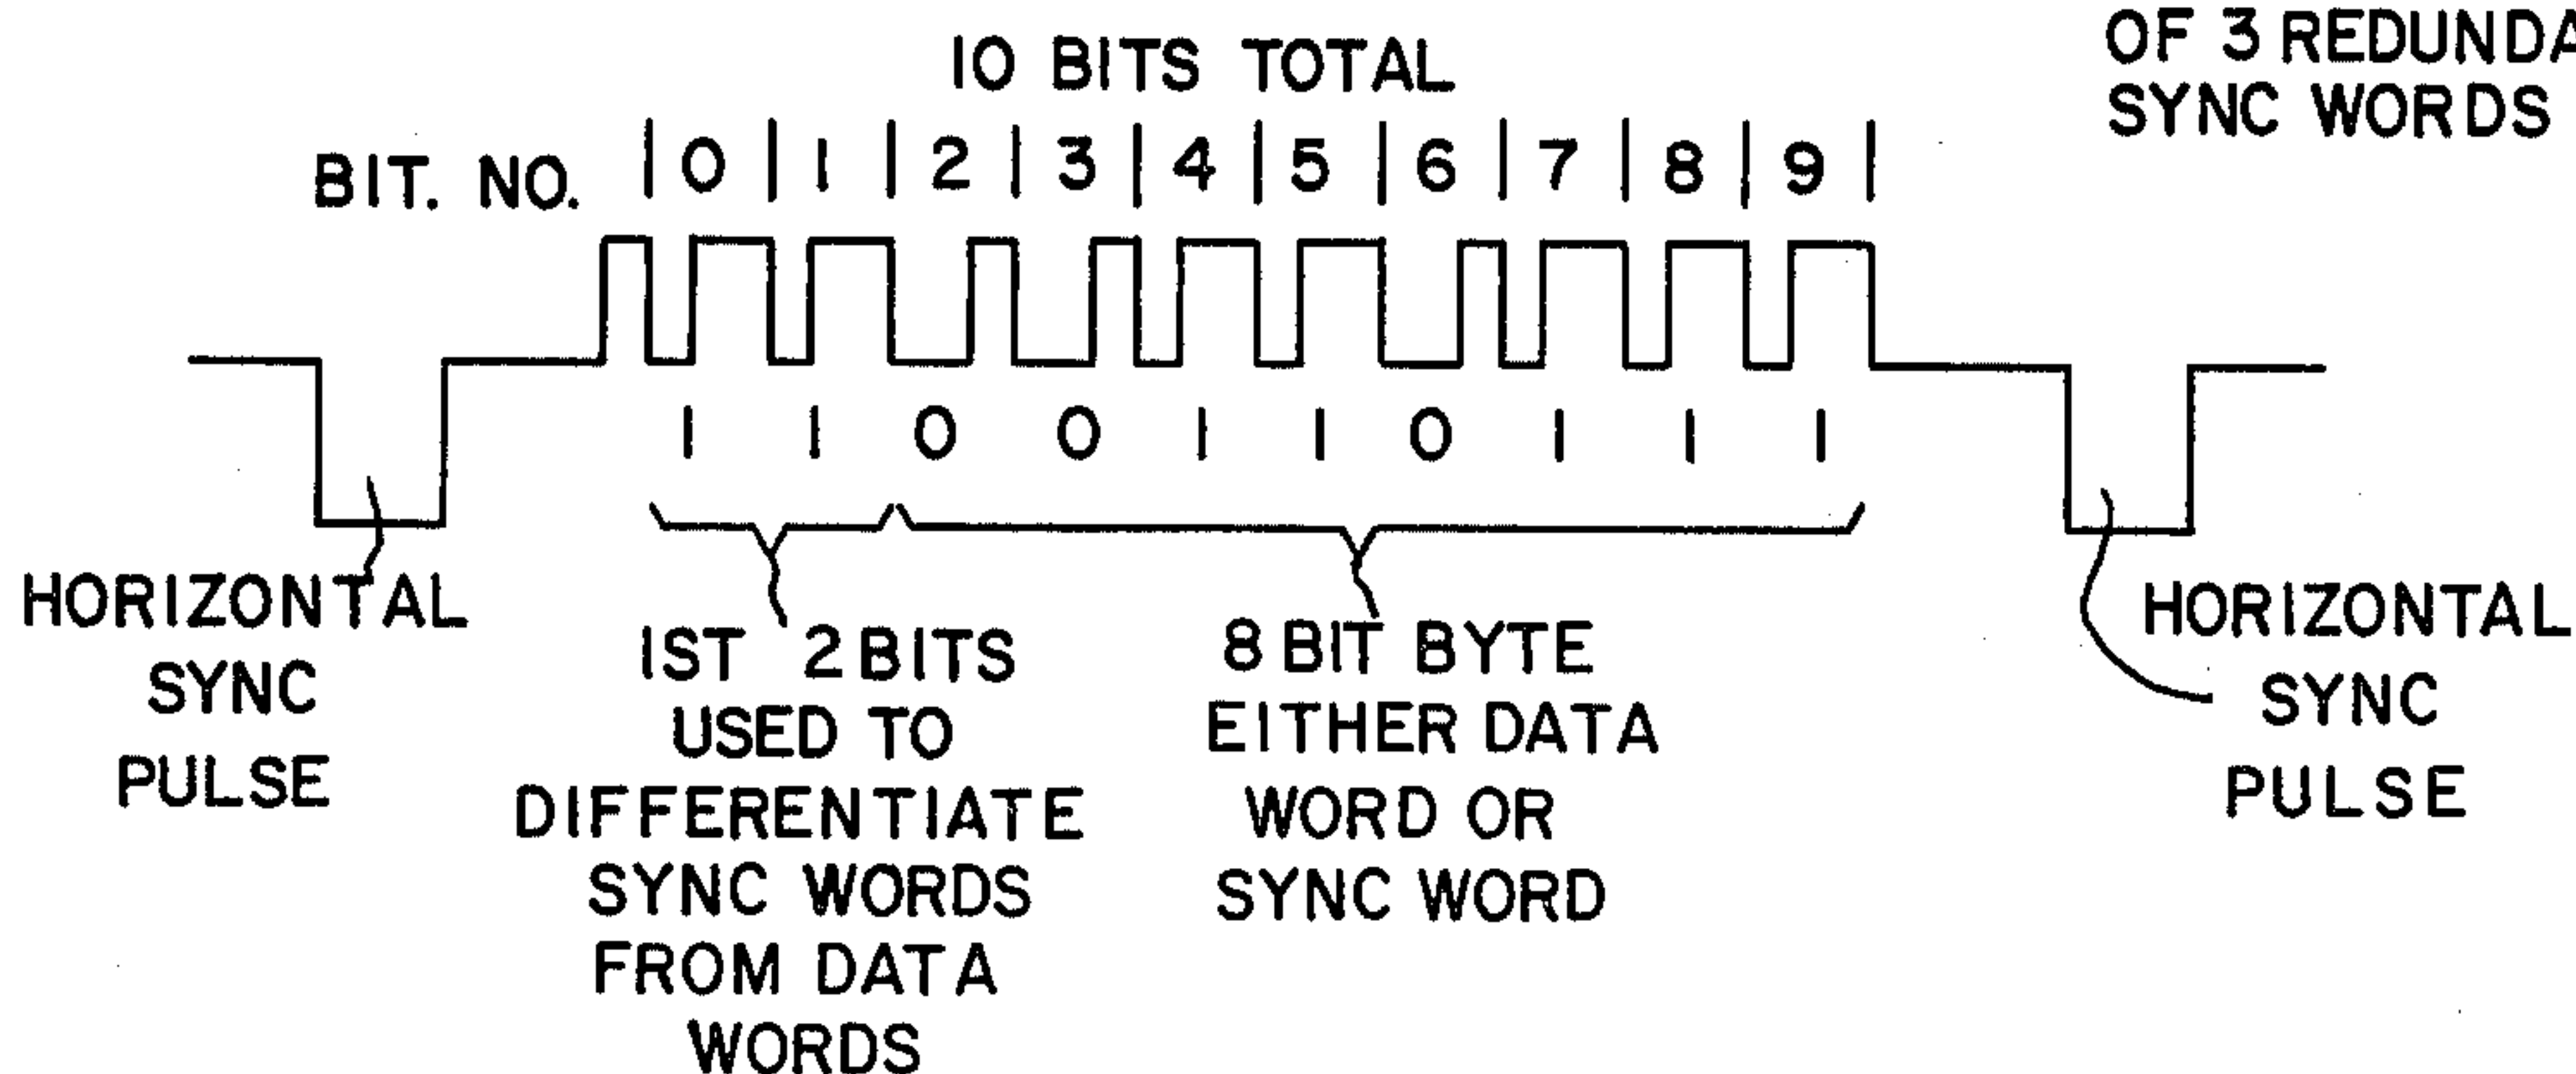 10 BITS TOTAL
OF 3 REDUNDA
SYNC WORDS
BIT. NO. |0|1|2|3|4|5|6|7|8|9|
1 1 0 0 1 1 0 1 1 1
HORIZONTAL
SYNC
PULSE
1ST 2 BITS
USED TO
DIFFERENTIATE
SYNC WORDS
FROM DATA
WORDS
8 BIT BYTE
EITHER DATA
WORD OR
SYNC WORD
HORIZONTAL
SYNC
PULSE